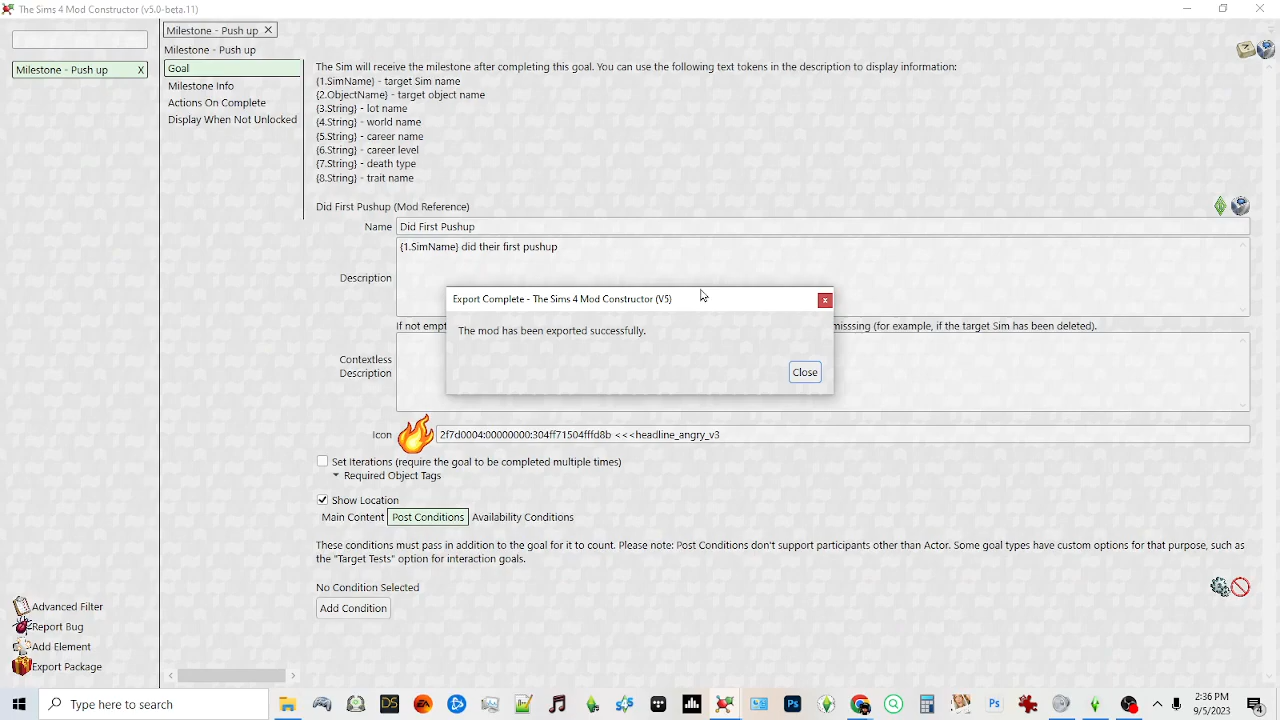 The Sims 4 Mod Constructor (v5.0-beta.11)
Milestone - Push up X
Milestone - Push up X
Milestone - Push up
Goal
Milestone Info
Actions On Complete
Display When Not Unlocked
The Sim will receive the milestone after completing this goal. You can use the following text tokens in the description to display information:
{1.SimName} - target Sim name
{2.ObjectName} - target object name
{3.String} - lot name
{4.String} - world name
{5.String} - career name
{6.String} - career level
{7.String} - death type
{8.String} - trait name
Did First Pushup (Mod Reference)
Name Did First Pushup
Description {1.SimName} did their first pushup
Export Complete - The Sims 4 Mod Constructor (V5) x
The mod has been exported successfully.
Close
If not empt
misssing (for example, if the target Sim has been deleted).
Contextless
Description
Icon 2f7d0004:00000000:304ff71504fffd8b <<<headline_angry_v3
Set Iterations (require the goal to be completed multiple times)
Required Object Tags
Show Location
Main Content Post Conditions Availability Conditions
These conditions must pass in addition to the goal for it to count. Please note: Post Conditions don't support participants other than Actor. Some goal types have custom options for that purpose, such as
the "Target Tests" option for interaction goals.
No Condition Selected
Add Condition
Advanced Filter
Report Bug
Add Element
Export Package
Type here to search
DS
EA
Ps
Ps
2:36 PM
9/5/2023
4